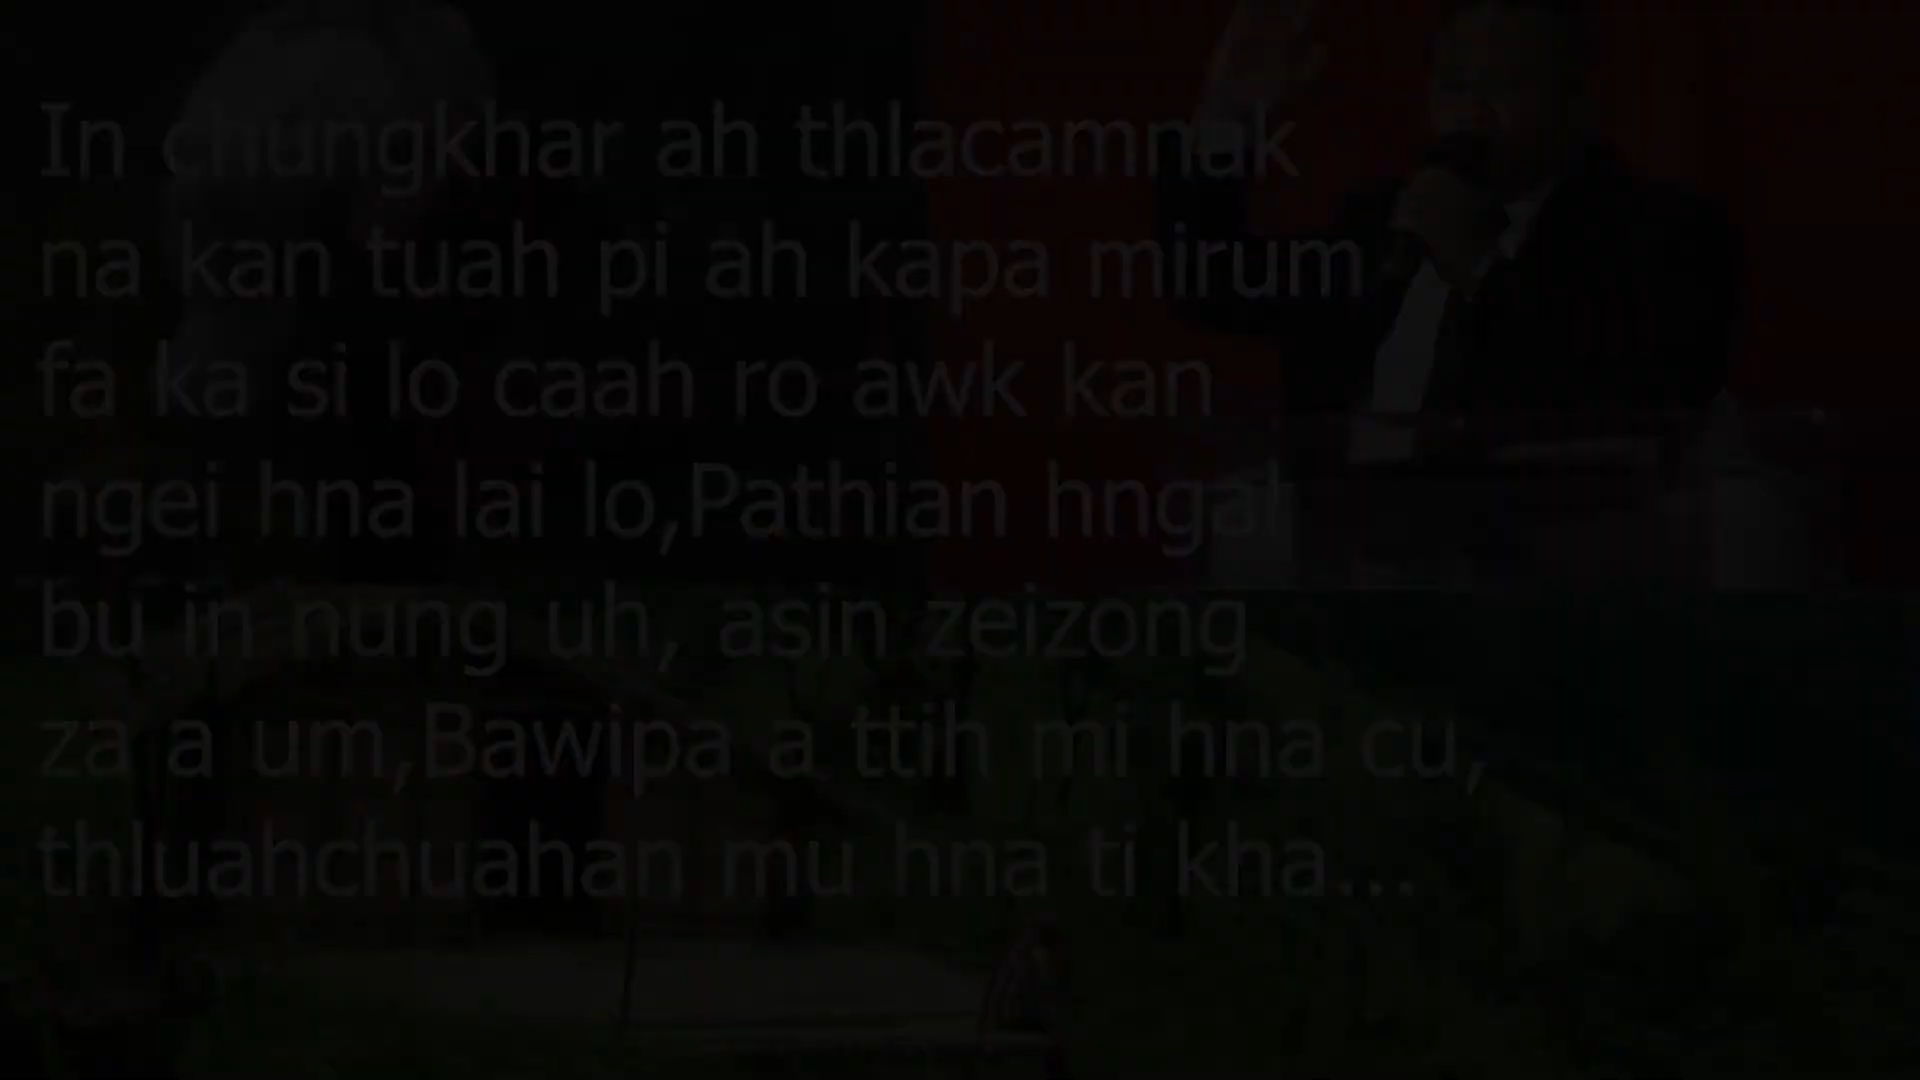 In chungkhar ah thlacamnak
na kan tuah pi ah kapa mirum
fa ka si lo caah ro awk kan
ngei hna lai lo,Pathian hngal
bu in nung uh, asin zeizong
za a um,Bawipa a ttih mi hna cu,
thluahchuahan mu hna ti kha...